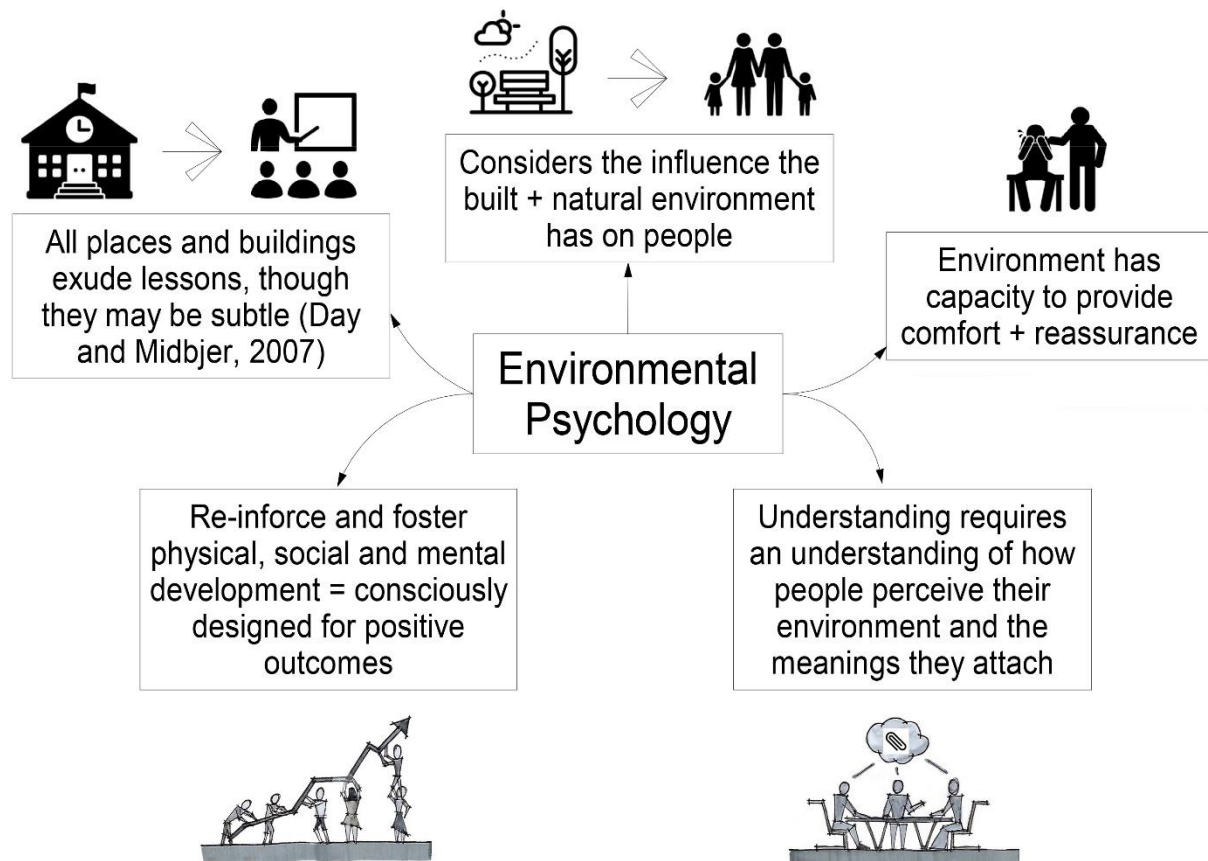 Considers the influence the
built + natural environment
has on people
All places and buildings
exude lessons, though
they may be subtle (Day
and Midbjer, 2007)
Environment has
capacity to provide
comfort + reassurance
Environmental
Psychology
Re-inforce and foster
physical, social and mental
development = consciously
designed for positive
outcomes
Understanding requires
an understanding of how
people perceive their
environment and the
meanings they attach